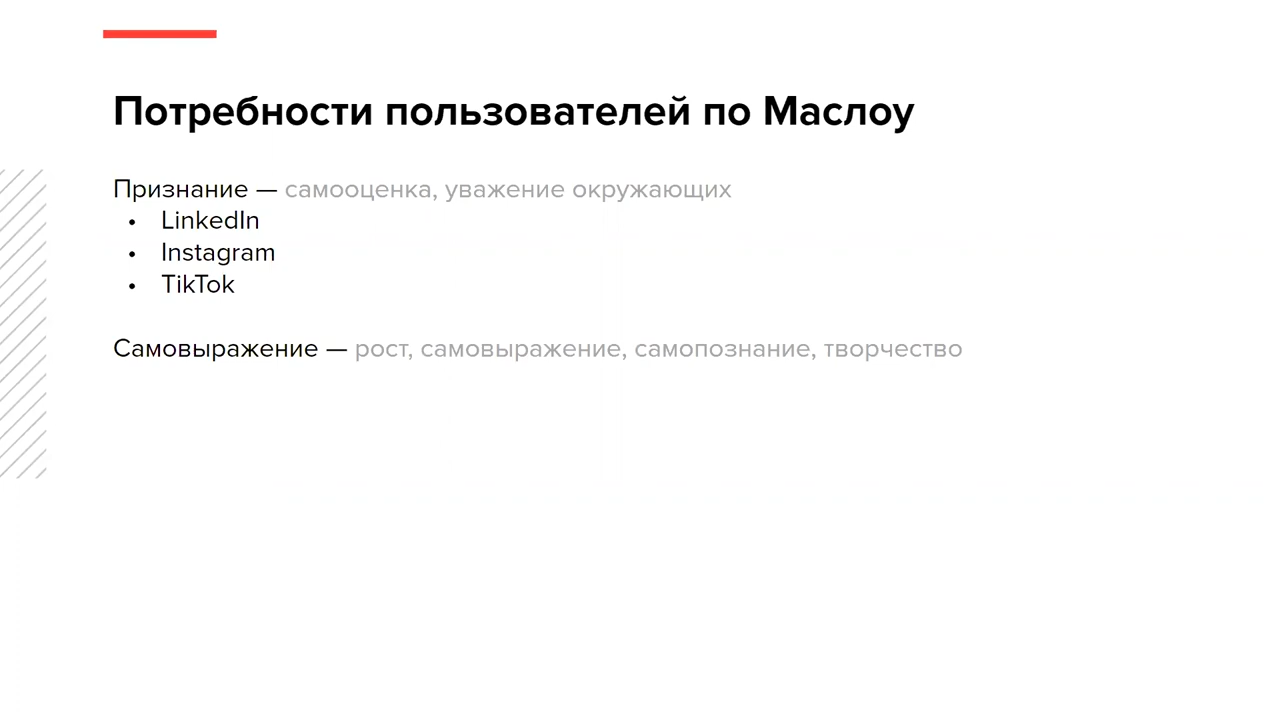 Потребности пользователей по Маслоу
Признание — самооценка, уважение окружающих
• LinkedIn
• Instagram
• TikTok
Самовыражение — рост, самовыражение, самопознание, творчество